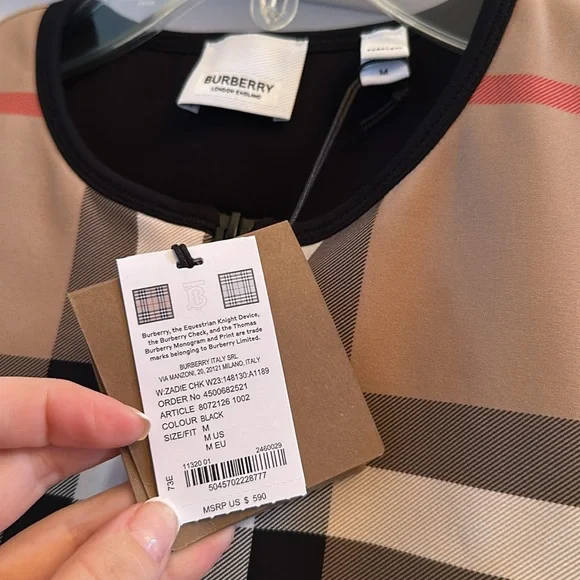 BURBERRY
LONDON ENGLAND
M
Burberry, the Equestrian Knight Device,
the Burberry Check, and the Thomas
Burberry Monogram and Print are trade
marks belonging to Burberry Limited.
BURBERRY ITALY SRL
VIA MANZONI, 20, 20121 MILANO, ITALY
W:ZADIE CHK W23:148130:A1189
ORDER No 4500682521
ARTICLE 8072126 1002
COLOUR BLACK
SIZE/FIT M
M US
M EU
73E
11320 01 2460029
5045702228777
MSRP US $ 590